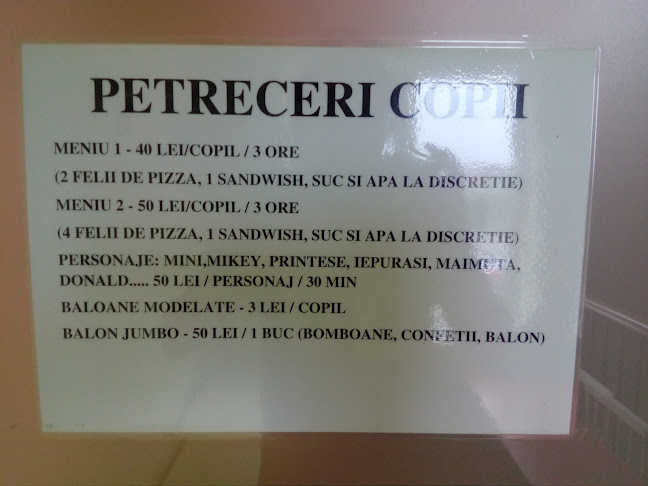 PETRECERI COPII
MENIU 1 - 40 LEI/COPIL / 3 ORE
(2 FELII DE PIZZA, 1 SANDWISH, SUC SI APA LA DISCRETIE)
MENIU 2 - 50 LEI/COPIL / 3 ORE
(4 FELII DE PIZZA, 1 SANDWISH, SUC SI APA LA DISCRETIE)
PERSONAJE: MINI,MIKEY, PRINTESE, IEPURASI, MAIMUTA,
DONALD..... 50 LEI / PERSONAJ / 30 MIN
BALOANE MODELATE - 3 LEI / COPIL
BALON JUMBO - 50 LEI / 1 BUC (BOMBOANE, CONFETII, BALON)